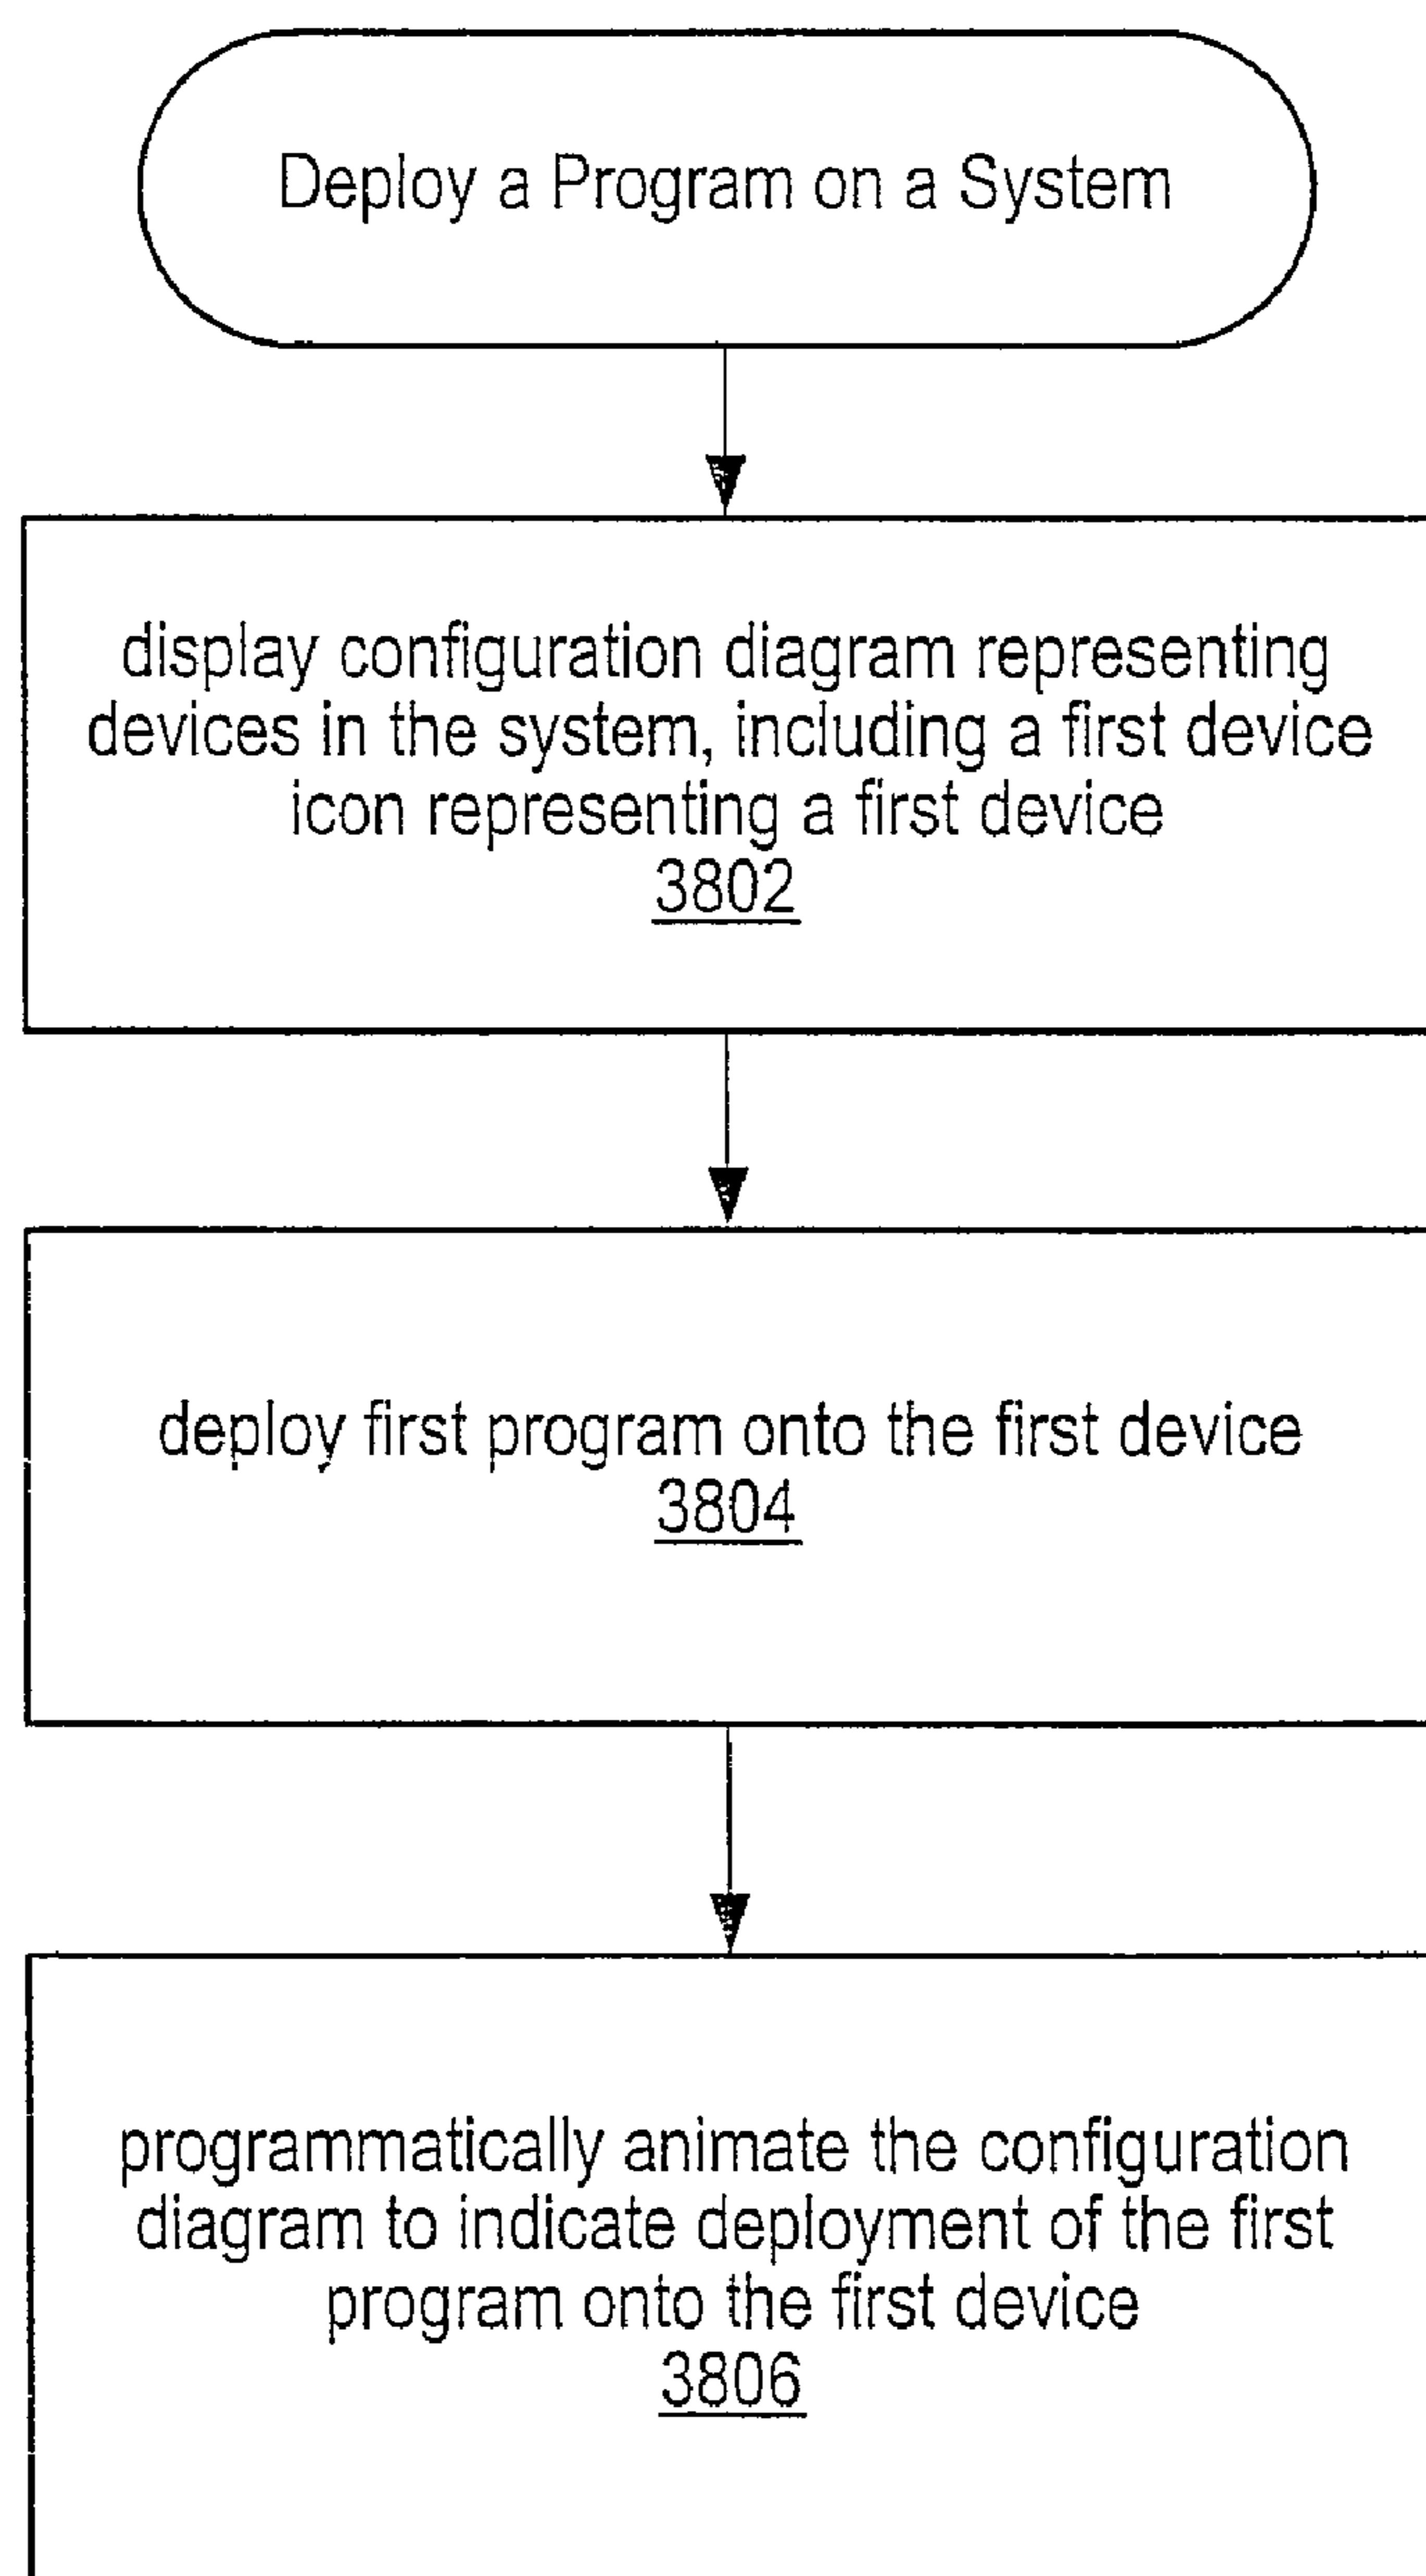 Deploy a Program on a System
display configuration diagram representing
devices in the system, including a first device
icon representing a first device
3802
deploy first program onto the first device
3804
programmatically animate the configuration
diagram to indicate deployment of the first
program onto the first device
3806